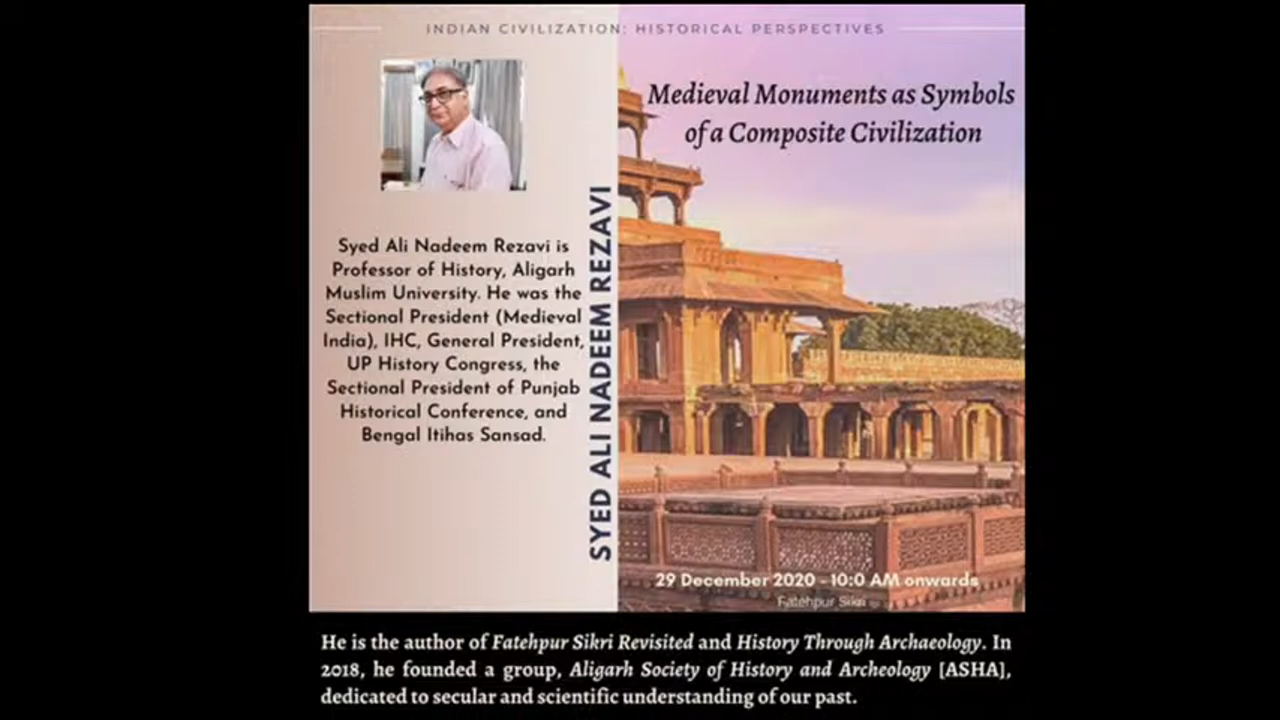 INDIAN CIVILIZATION: HISTORICAL PERSPECTIVES
Medieval Monuments as Symbols
of a Composite Civilization
Syed Ali Nadeem Rezavi is
Professor of History, Aligarh
Muslim University. He was the
Sectional President (Medieval
India), IHC, General President,
UP History Congress, the
Sectional President of Punjab
Historical Conference, and
Bengal Itihas Sansad.
SYED ALI NADEEM REZAVI
29 December 2020 - 10:0 AM onwards
Fatehpur Sikri
He is the author of Fatehpur Sikri Revisited and History Through Archaeology. In
2018, he founded a group, Aligarh Society of History and Archeology [ASHA],
dedicated to secular and scientific understanding of our past.